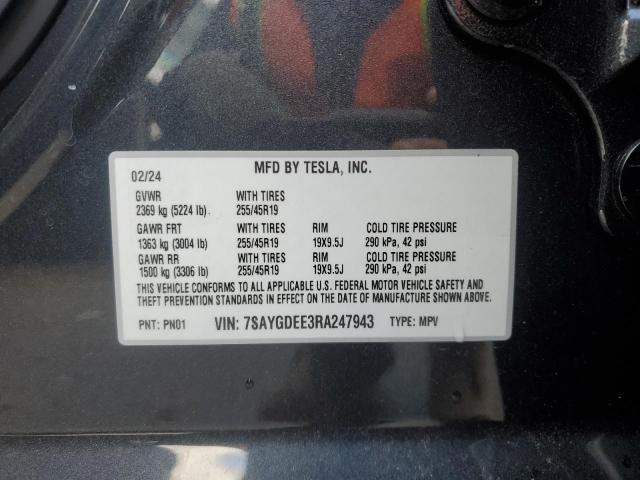 MFD BY TESLA, INC.
02/24
GVWR WITH TIRES
2369 kg (5224 lb). 255/45R19
GAWR FRT WITH TIRES RIM COLD TIRE PRESSURE
1363 kg (3004 lb) 255/45R19 19X9.5J 290 kPa, 42 psi
GAWR RR WITH TIRES RIM COLD TIRE PRESSURE
1500 kg (3306 lb) 255/45R19 19X9.5J 290 kPa, 42 psi
THIS VEHICLE CONFORMS TO ALL APPLICABLE U.S. FEDERAL MOTOR VEHICLE SAFETY AND
THEFT PREVENTION STANDARDS IN EFFECT ON THE DATE OF MANUFACTURE SHOWN ABOVE.
PNT: PN01 VIN: 7SAYGDEE3RA247943 TYPE: MPV